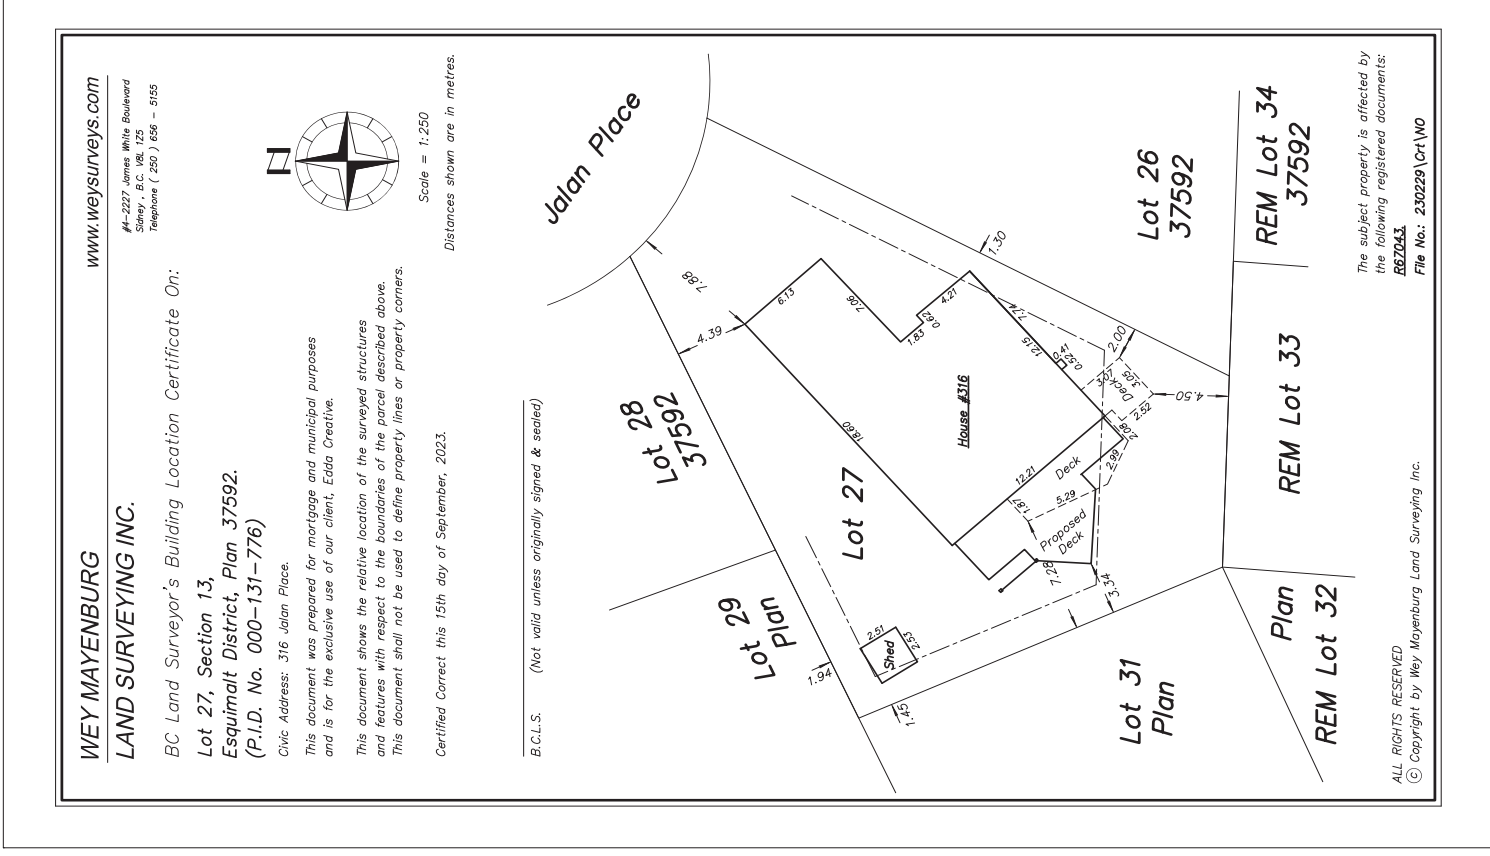 WEY MAYENBURG
LAND SURVEYING INC.
www.weysurveys.com
#4-2227 James White Boulevard
Sidney , B.C. V8L 1Z5
Telephone ( 250 ) 656 - 5155
BC Land Surveyor's Building Location Certificate On:
Lot 27, Section 13,
Esquimalt District, Plan 37592.
(P.I.D. No. 000-131-776)
Civic Address: 316 Jalan Place.
This document was prepared for mortgage and municipal purposes
and is for the exclusive use of our client, Edda Creative.
This document shows the relative location of the surveyed structures
and features with respect to the boundaries of the parcel described above.
This document shall not be used to define property lines or property corners.
Certified Correct this 15th day of September, 2023.
B.C.L.S. (Not valid unless originally signed & sealed)
N
Scale = 1:250
Distances shown are in metres.
Jalan Place
7.88
4.39
6.13
7.06
1.83
0.62
4.21
7.74
12.15
1.30
0.41
0.52
2.00
3.07
Deck
3.05
2.52
4.50
2.08
2.99
18.60
House #316
12.21
Deck
1.87
5.29
Proposed
Deck
7.28
3.34
Lot 28
37592
Lot 27
Lot 29
Plan
1.94
2.51
2.53
Shed
1.45
Lot 26
37592
REM Lot 34
37592
REM Lot 33
Plan
REM Lot 32
Lot 31
Plan
The subject property is affected by
the following registered documents:
R67043.
File No.: 230229\Crt\NO
ALL RIGHTS RESERVED
© Copyright by Wey Mayenburg Land Surveying Inc.